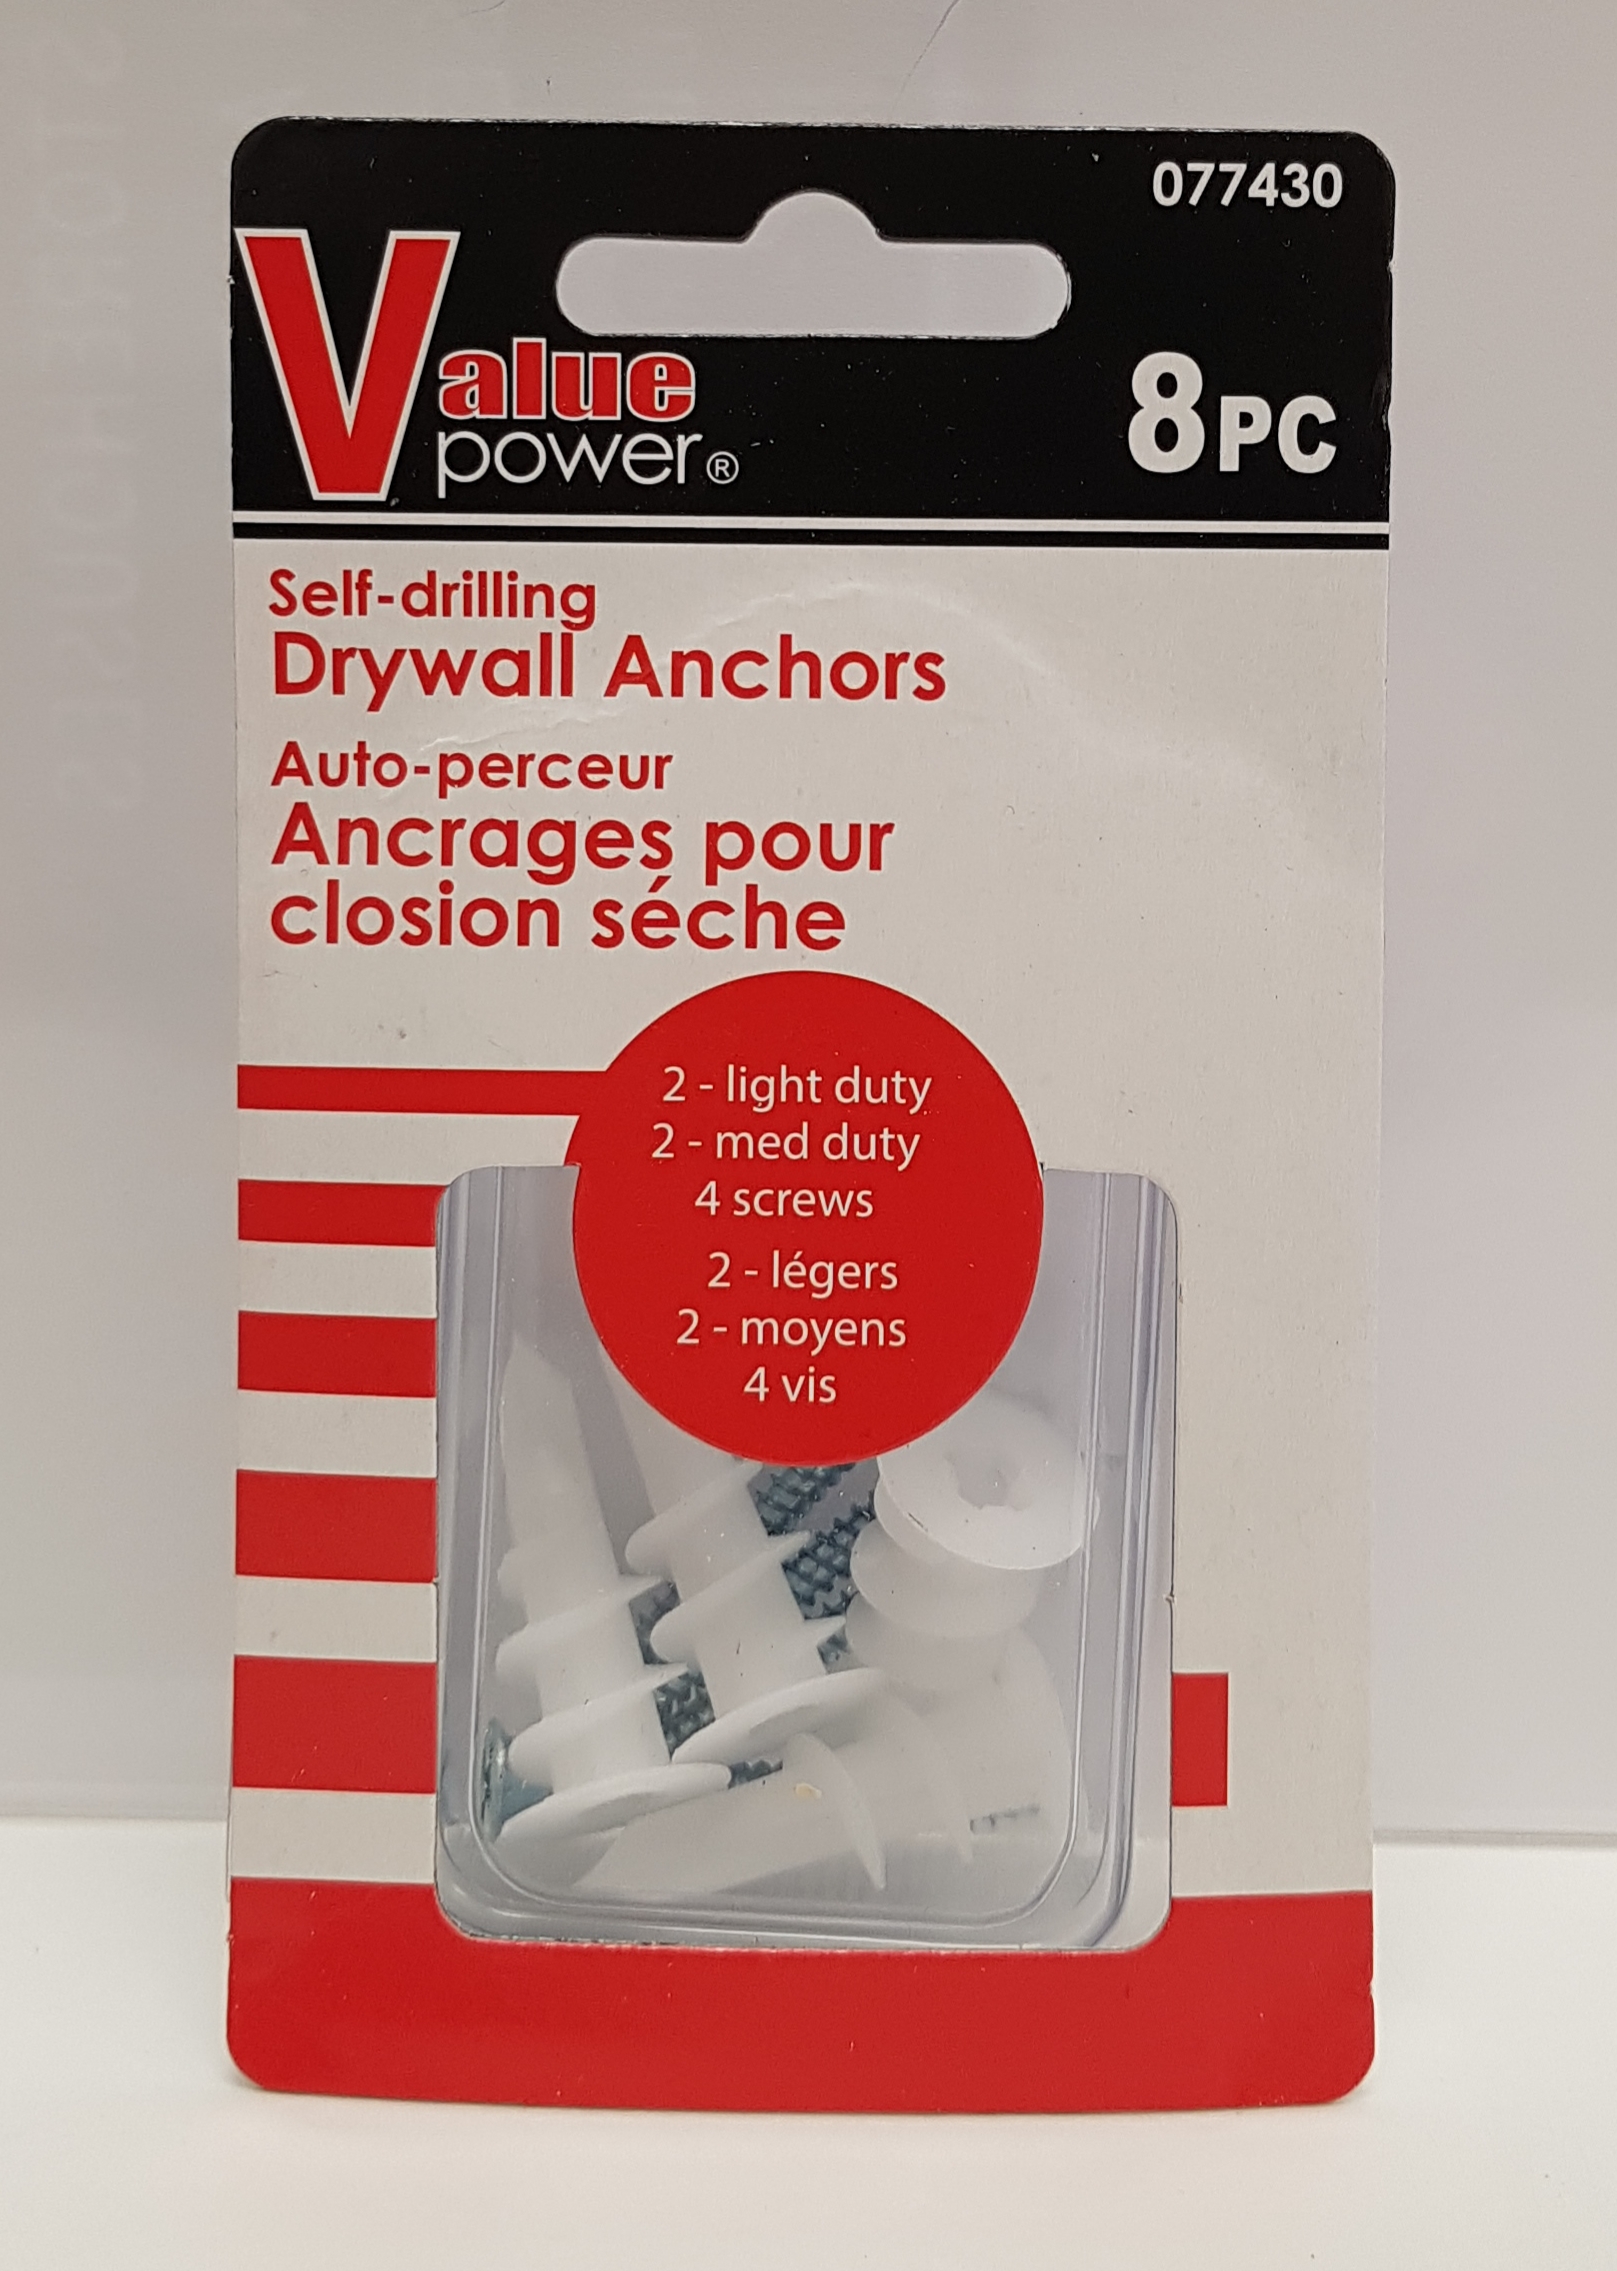 077430
Value
power®
8PC
Self-drilling
Drywall Anchors
Auto-perceur
Ancrages pour
closion séche
2 - light duty
2 - med duty
4 screws
2 - légers
2 - moyens
4 vis